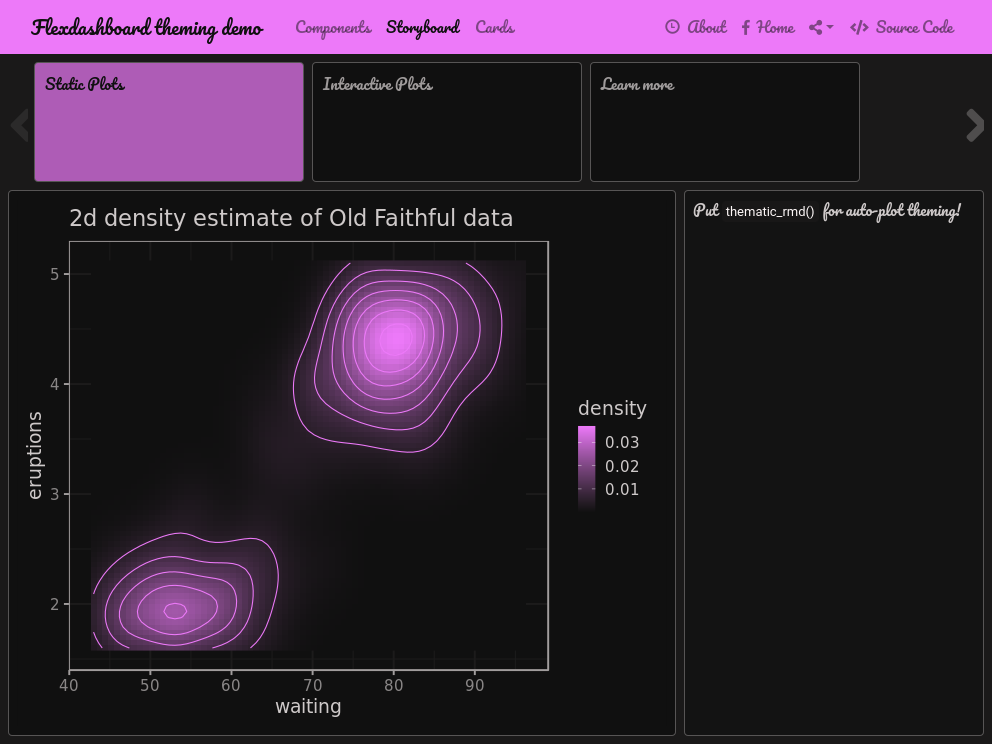 Flexdashboard theming demo Components Storyboard Cards About Home Source Code
Static Plots Interactive Plots Learn more
2d density estimate of Old Faithful data
Put thematic_rmd() for auto-plot theming!
5
4
3
2
eruptions
40 50 60 70 80 90
waiting
density
0.03
0.02
0.01